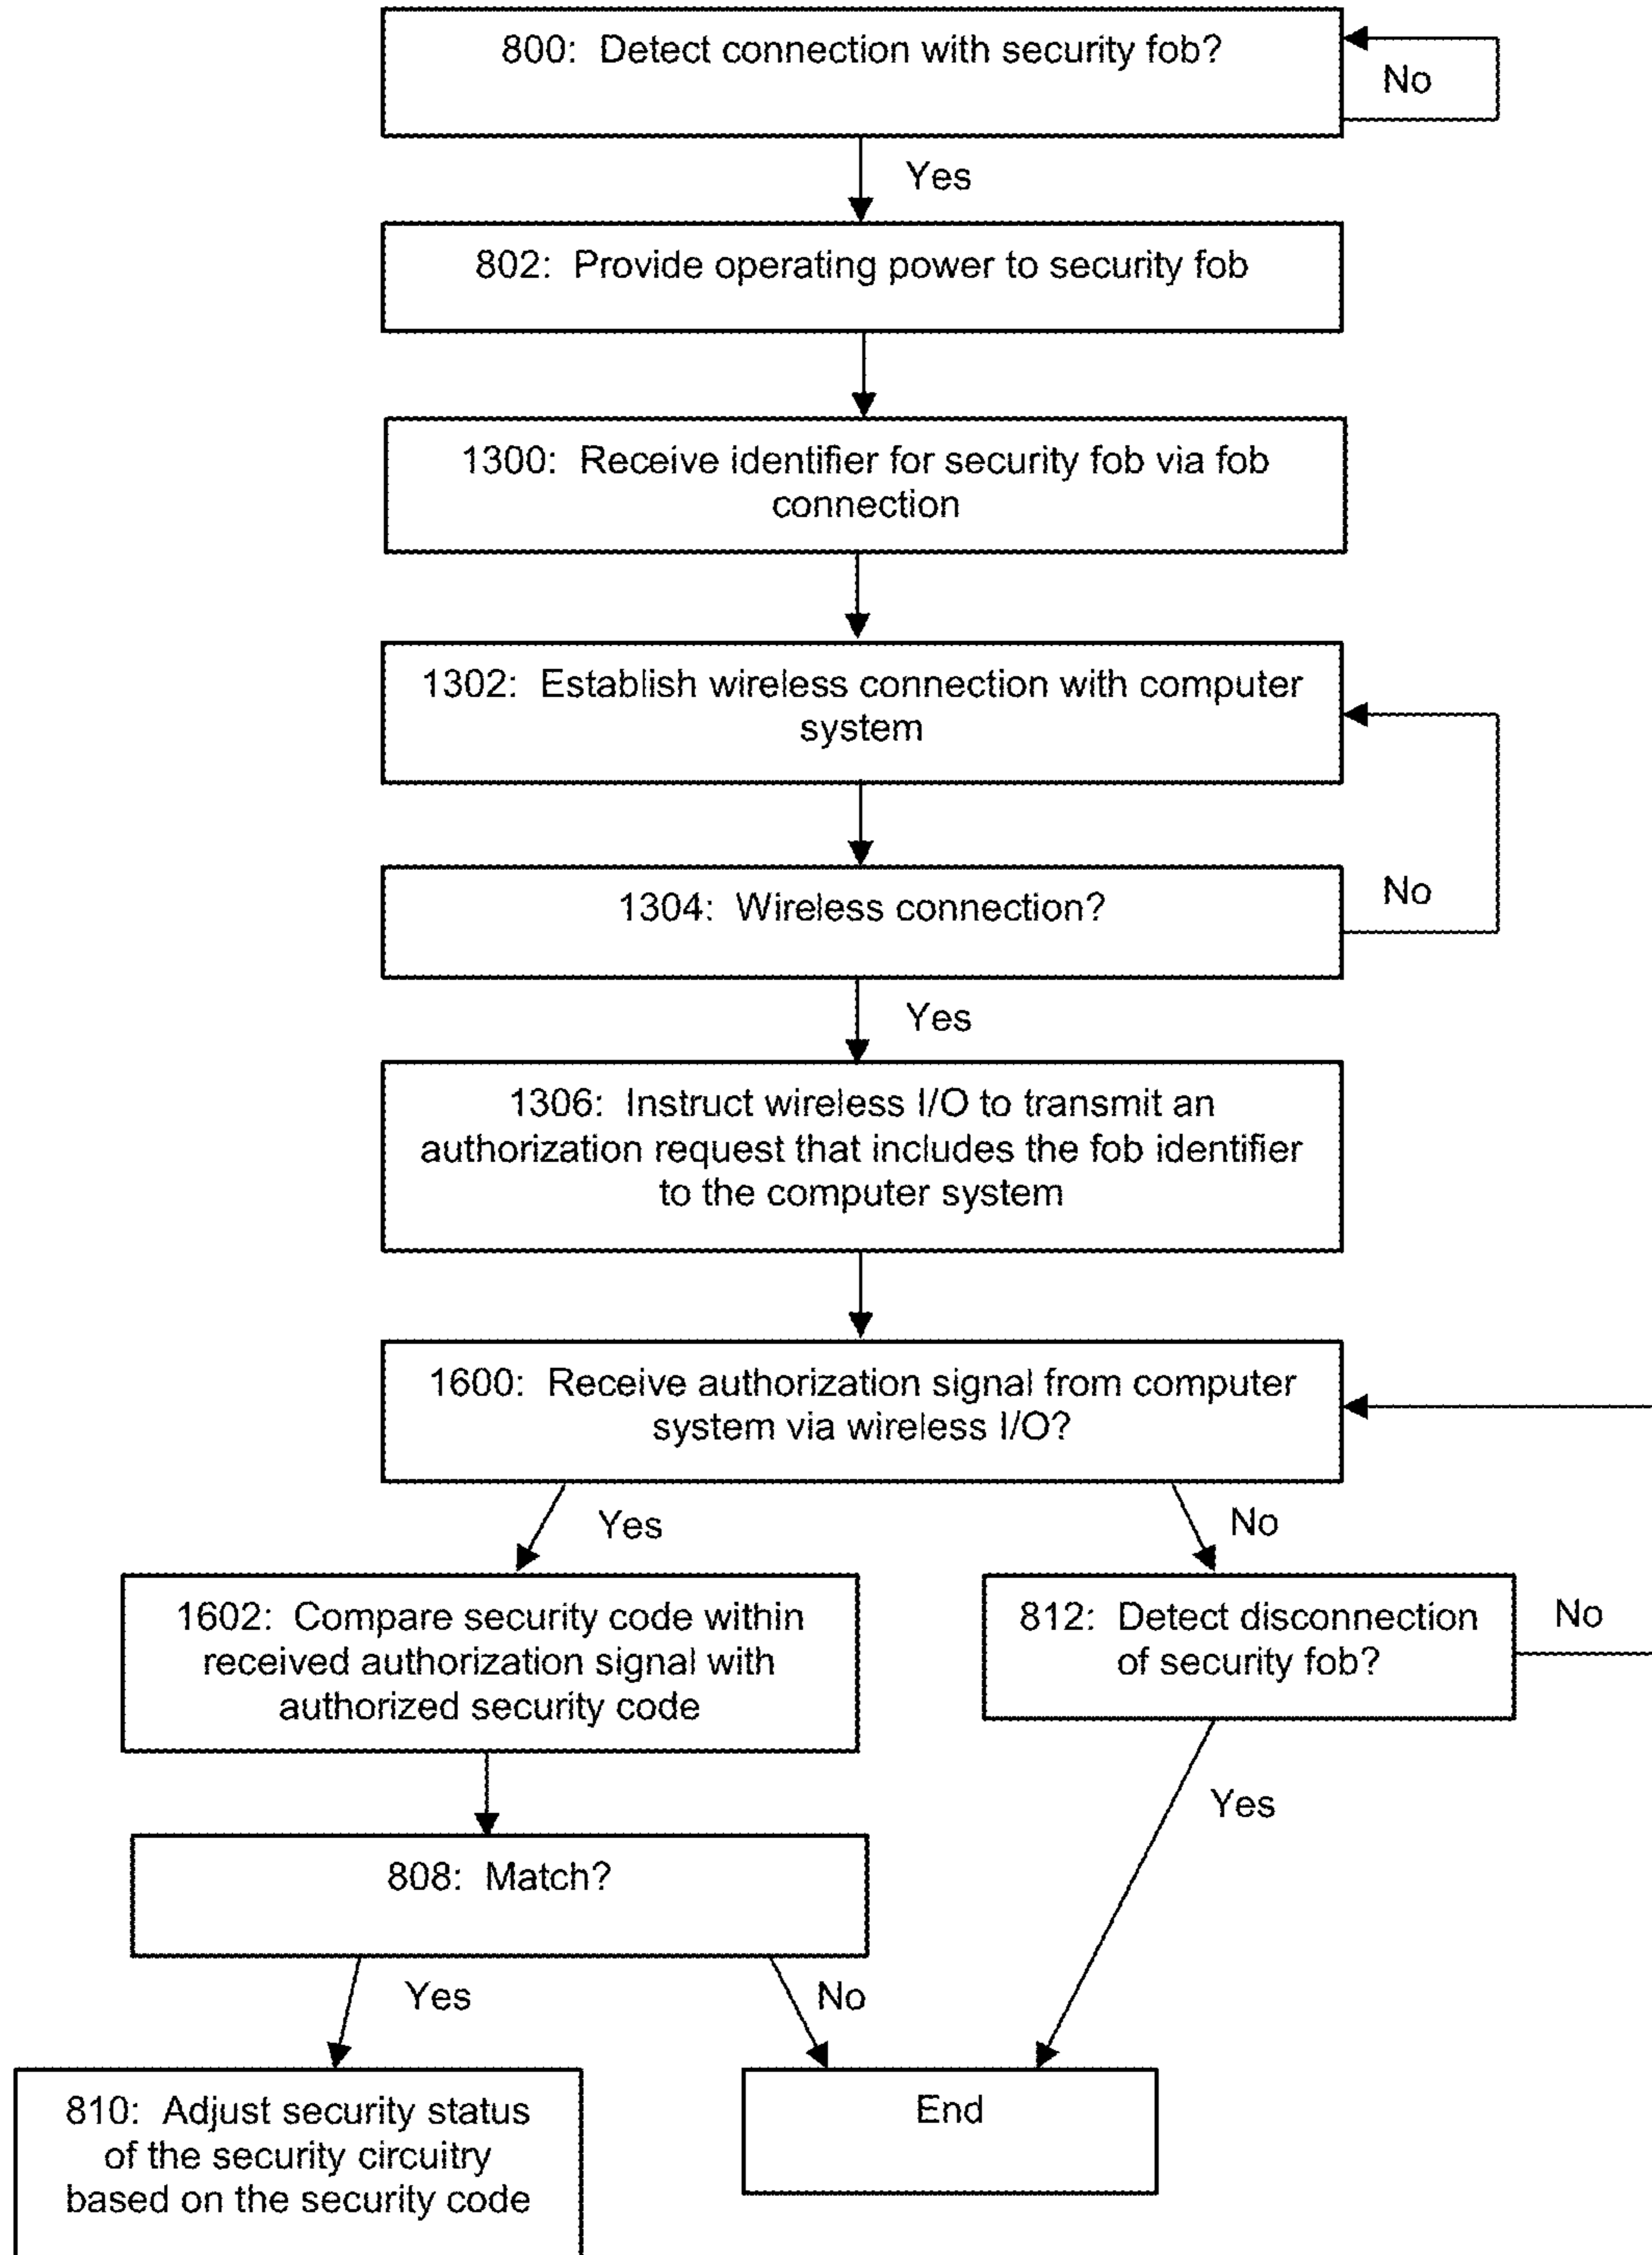 800: Detect connection with security fob?
No
Yes
802: Provide operating power to security fob
1300: Receive identifier for security fob via fob
connection
1302: Establish wireless connection with computer
system
1304: Wireless connection?
No
Yes
1306: Instruct wireless I/O to transmit an
authorization request that includes the fob identifier
to the computer system
1600: Receive authorization signal from computer
system via wireless I/O?
Yes
No
1602: Compare security code within
received authorization signal with
authorized security code
812: Detect disconnection
of security fob?
No
Yes
808: Match?
Yes
No
810: Adjust security status
of the security circuitry
based on the security code
End